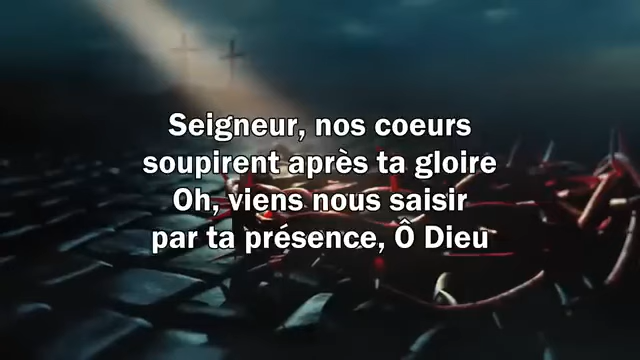 Seigneur, nos coeurs
soupirent après ta gloire
Oh, viens nous saisir
par ta présence, Ô Dieu